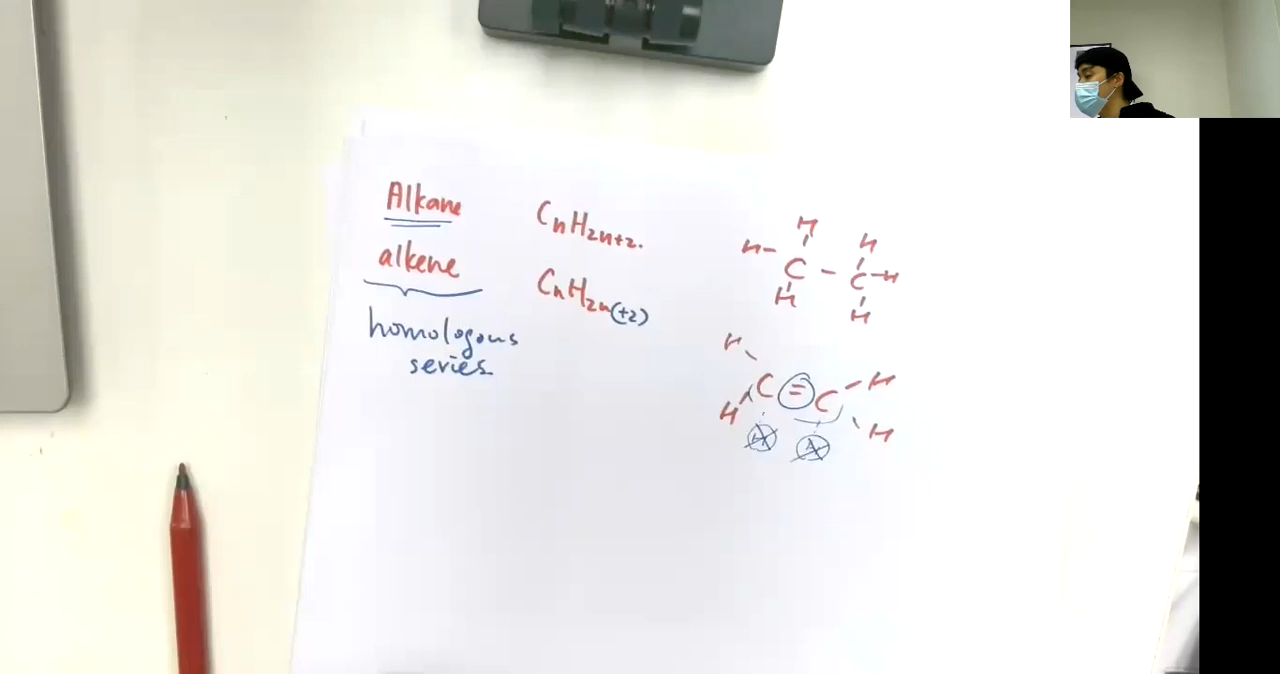 Alkane
CnH2n+2.
alkene
CnH2n(+2)
homologous
series
H
H
H - C - C - H
H
H
H
H
C = C - H
H
H